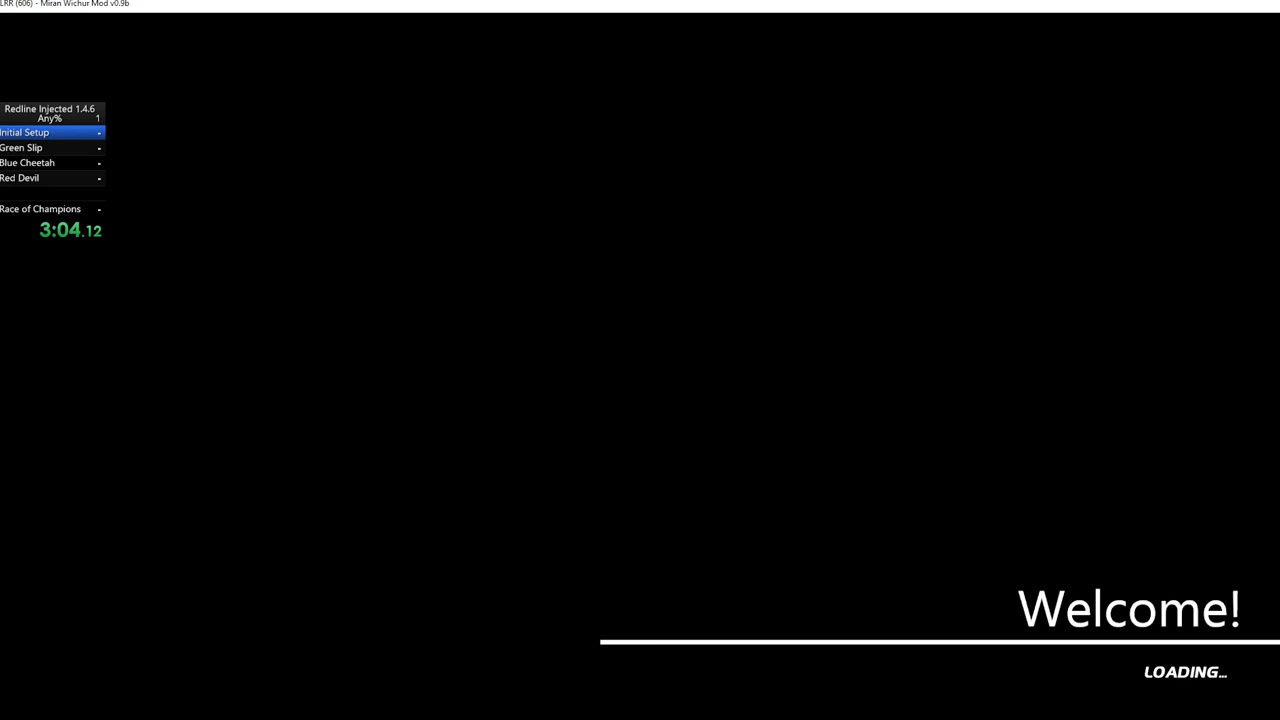 LRR (606) - Miran Wichur Mod v0.9b
Redline Injected 1.4.6
Any% 1
Initial Setup -
Green Slip -
Blue Cheetah -
Red Devil -
Race of Champions -
3:04.12
Welcome!
LOADING...